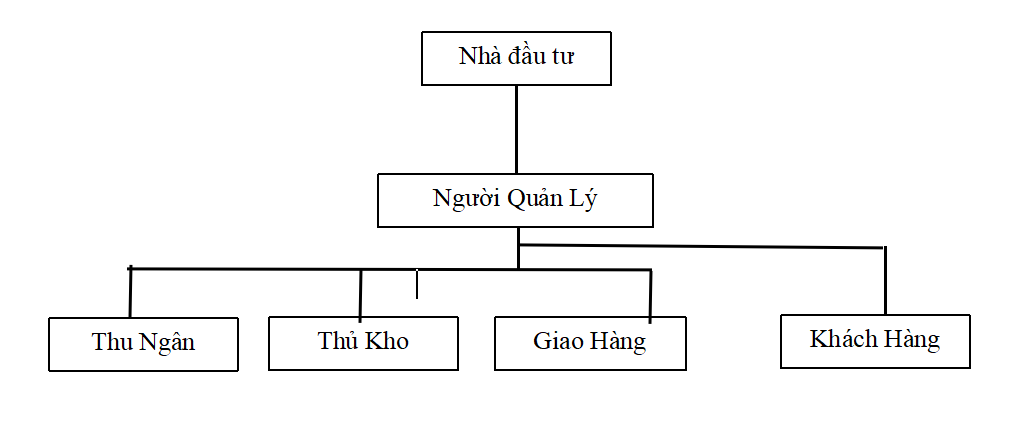 Nhà đầu tư
Người Quản Lý
Thu Ngân
Thủ Kho
Giao Hàng
Khách Hàng